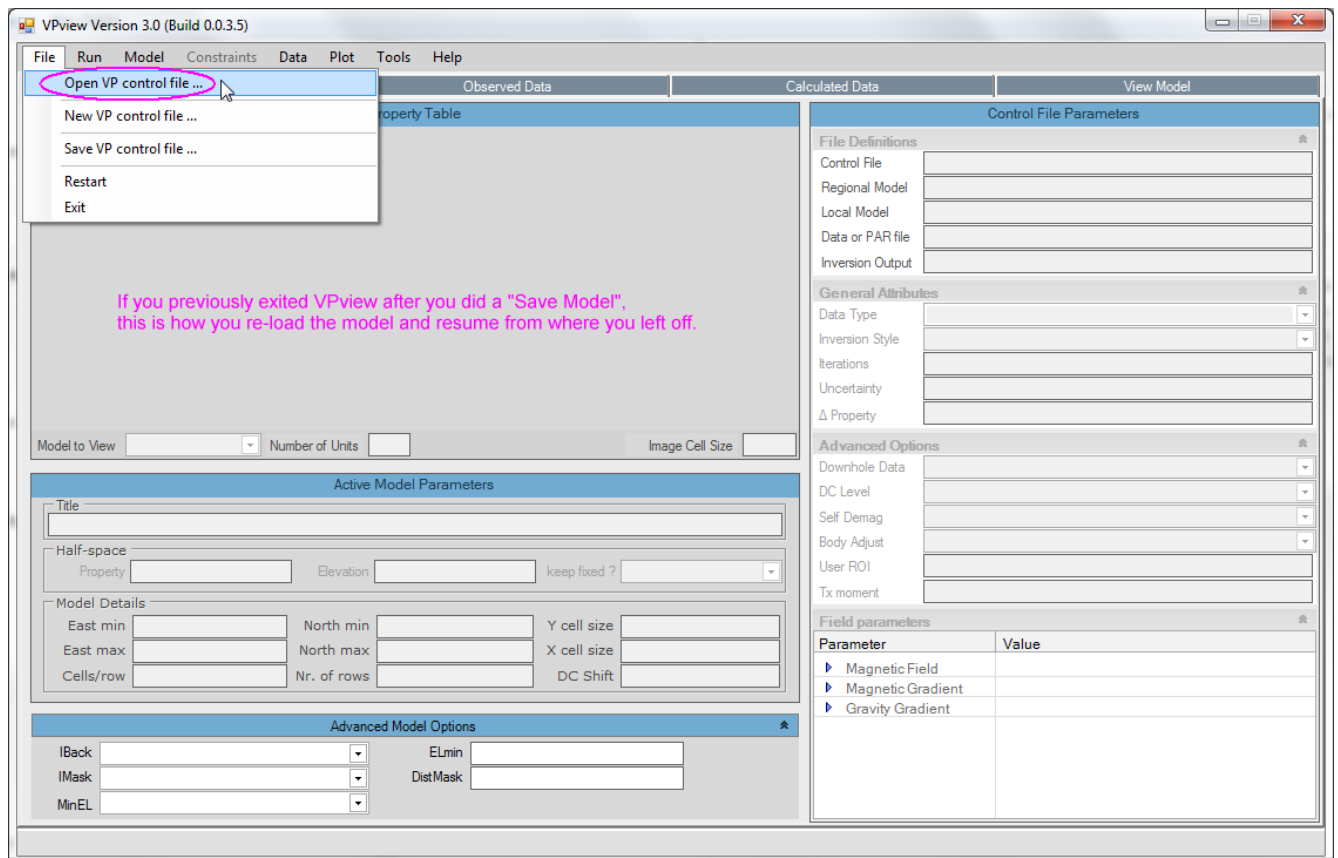 VPview Version 3.0 (Build 0.0.3.5)
File Run Model Constraints Data Plot Tools Help
Open VP control file ...
New VP control file ...
Save VP control file ...
Restart
Exit
Observed Data
Calculated Data
View Model
roperty Table
If you previously exited VPview after you did a "Save Model",
this is how you re-load the model and resume from where you left off.
Model to View
Number of Units
Image Cell Size
Active Model Parameters
Title
Half-space
Property
Elevation
keep fixed ?
Model Details
East min
North min
Y cell size
East max
North max
X cell size
Cells/row
Nr. of rows
DC Shift
Advanced Model Options
IBack
ELmin
IMask
DistMask
MinEL
Control File Parameters
File Definitions
Control File
Regional Model
Local Model
Data or PAR file
Inversion Output
General Attributes
Data Type
Inversion Style
Iterations
Uncertainty
Δ Property
Advanced Options
Downhole Data
DC Level
Self Demag
Body Adjust
User ROI
Tx moment
Field parameters
Parameter Value
Magnetic Field
Magnetic Gradient
Gravity Gradient